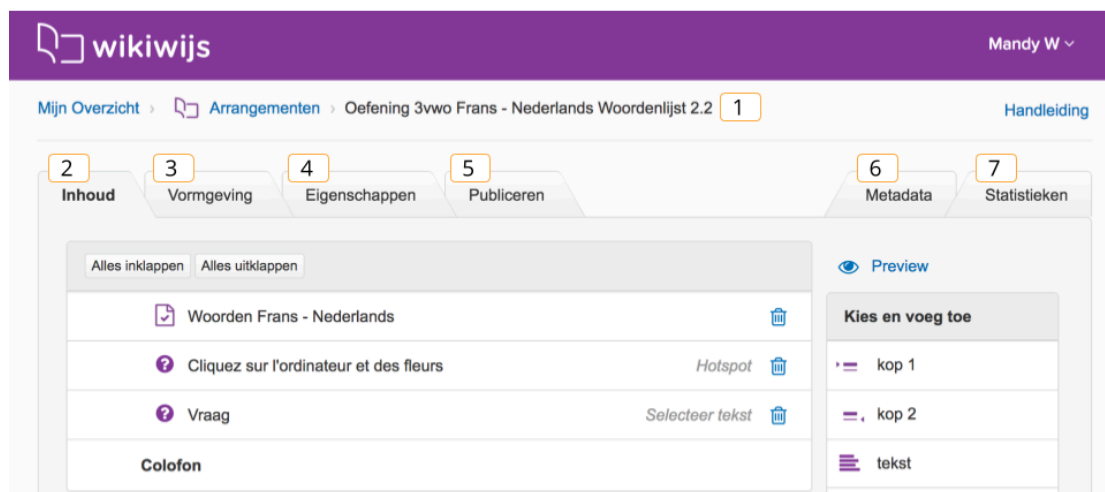 wikiwijs
Mandy W
Mijn Overzicht › Arrangementen › Oefening 3vwo Frans - Nederlands Woordenlijst 2.2 1
Handleiding
2 3 4 5 6 7
Inhoud Vormgeving Eigenschappen Publiceren Metadata Statistieken
Alles inklappen Alles uitklappen
Preview
Woorden Frans - Nederlands
Kies en voeg toe
Cliquez sur l'ordinateur et des fleurs Hotspot
kop 1
Vraag Selecteer tekst
kop 2
Colofon
tekst